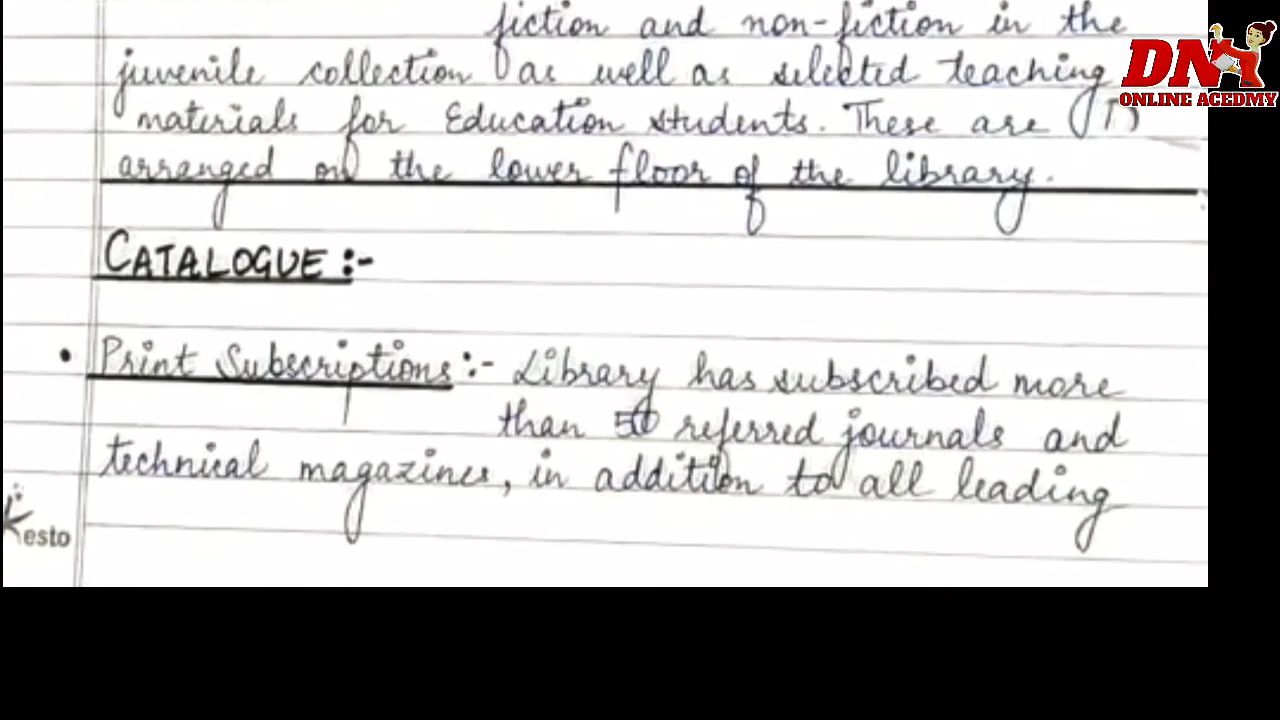 fiction and non-fiction in the
juvenile collection as well as selected teaching
materials for Education students. These are
arranged on the lower floor of the library.
CATALOGUE :-
• Print Subscriptions :- Library has subscribed more
than 50 referred journals and
technical magazines, in addition to all leading
esto
DN
ONLINE ACEDMY